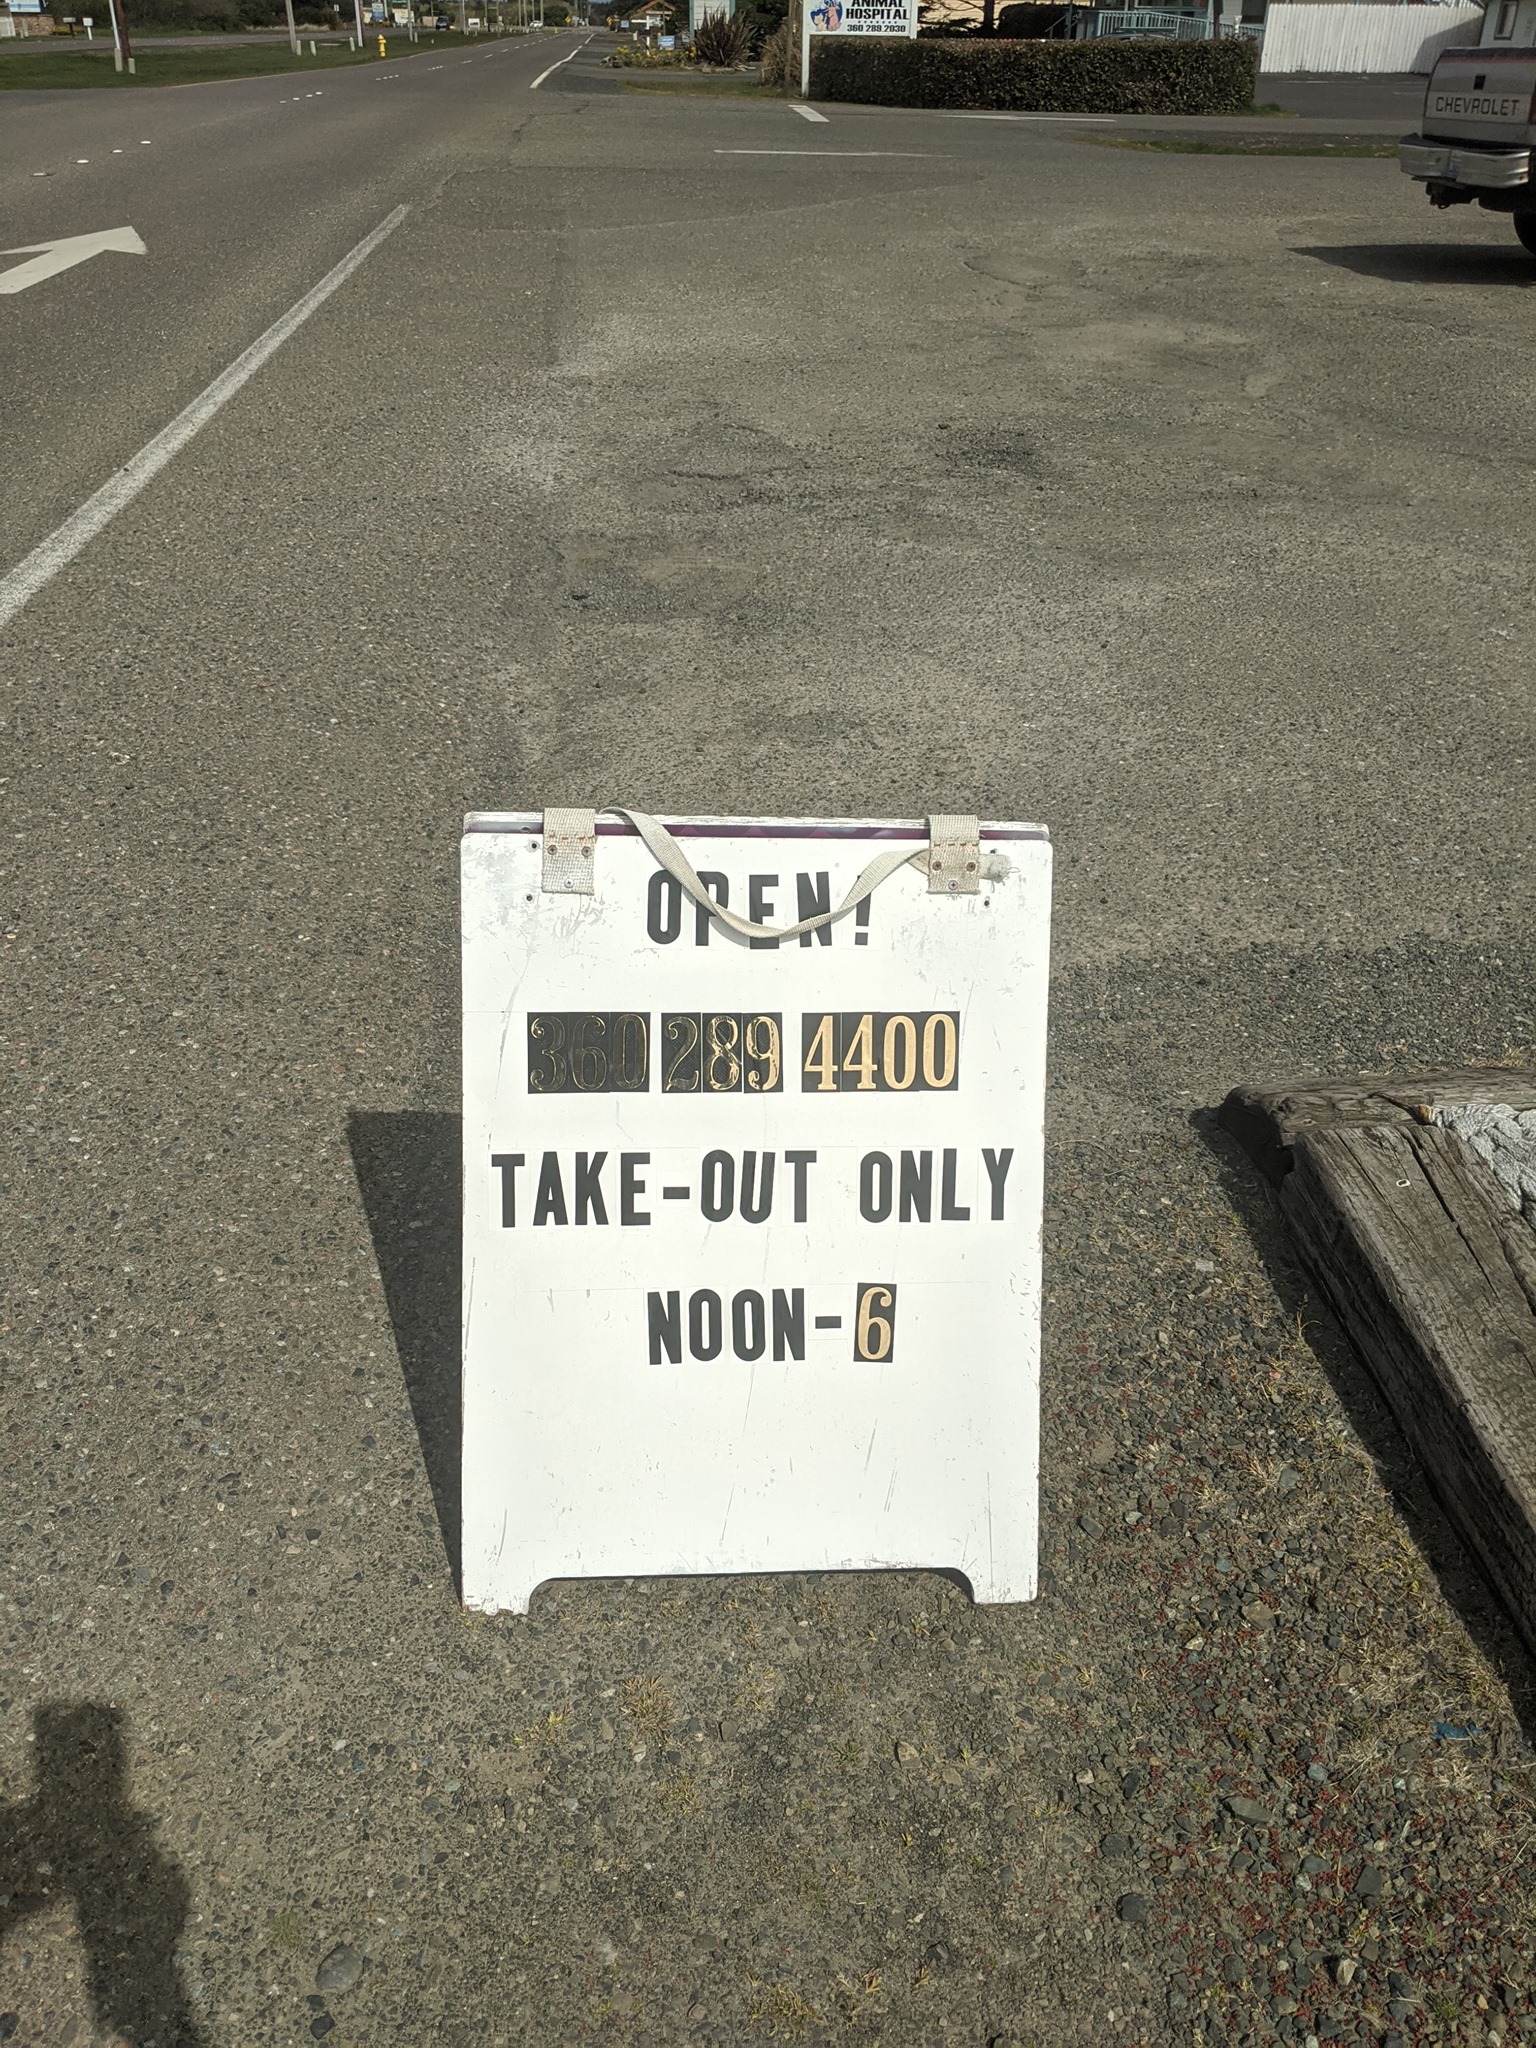 ANIMAL
HOSPITAL
360 289 2030
CHEVROLET
OPEN!
360 289 4400
TAKE-OUT ONLY
NOON-6